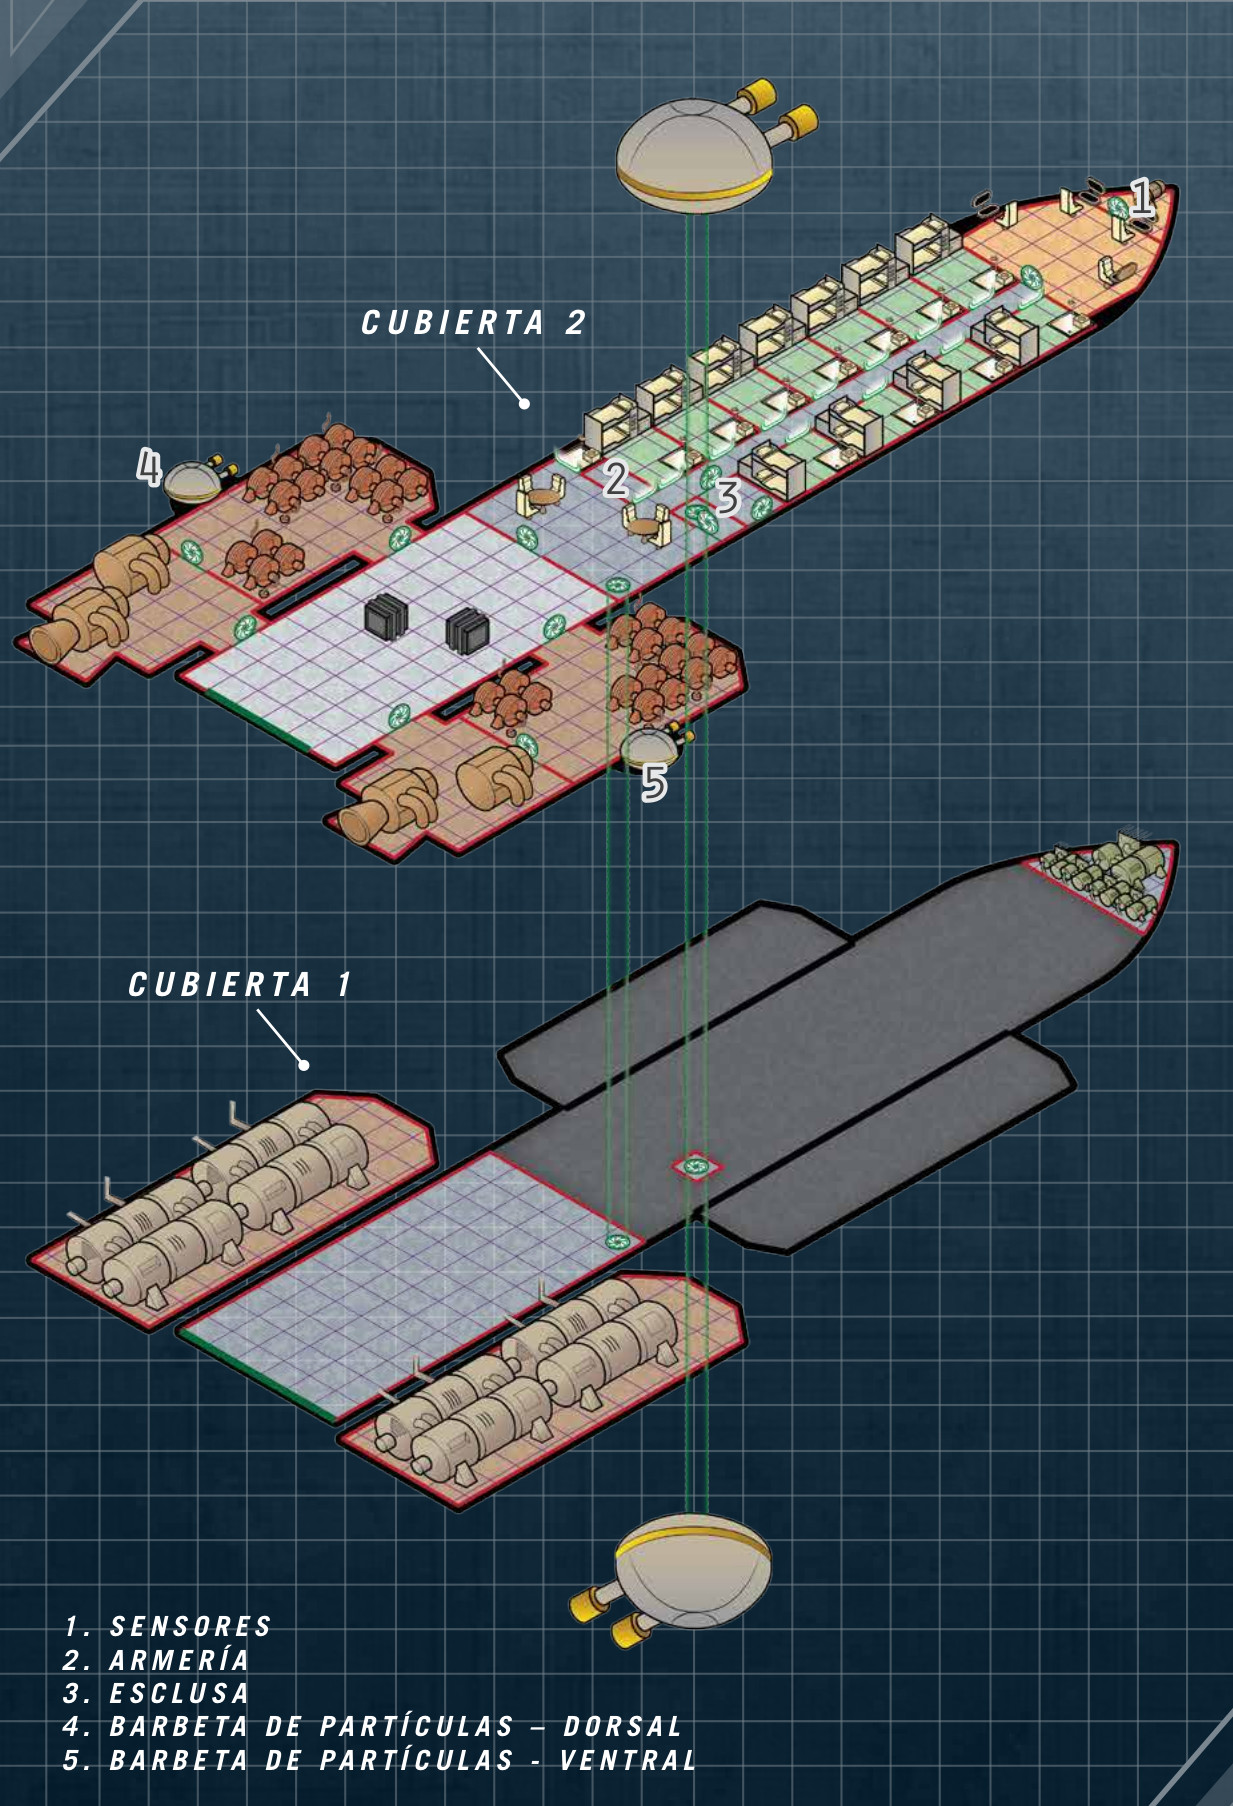 1
CUBIERTA 2
4
2
3
5
CUBIERTA 1
1. SENSORES
2. ARMERÍA
3. ESCLUSA
4. BARBETA DE PARTÍCULAS – DORSAL
5. BARBETA DE PARTÍCULAS - VENTRAL